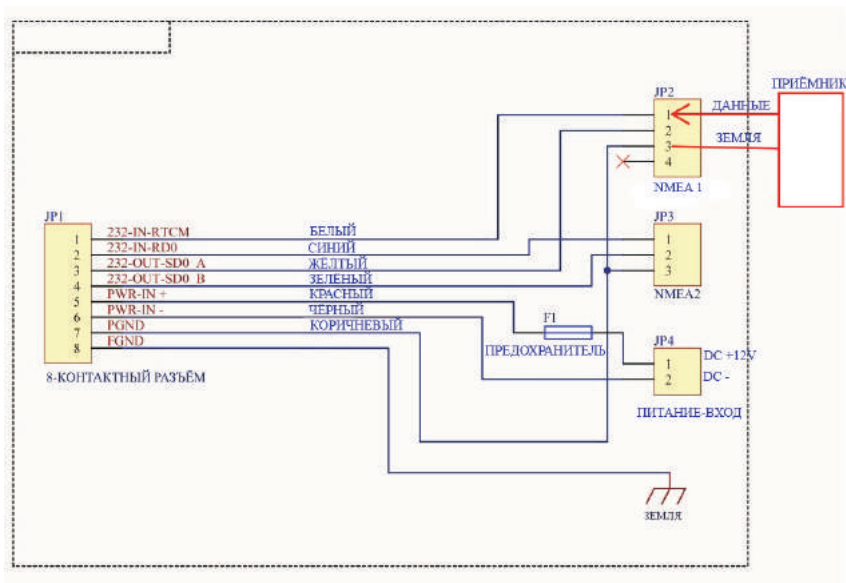 ПРИЁМНИК
JP2
ДАННЫЕ
1
2
ЗЕМЛЯ
3
4
NMEA 1
JP1
JP3
232-IN-RTCM БЕЛЫЙ
1
232-IN-RD0 СИНИЙ
1
2
232-OUT-SD0_A ЖЁЛТЫЙ
2
3
232-OUT-SD0_B ЗЕЛЕНЫЙ
3
4
PWR-IN + КРАСНЫЙ
NMEA2
5
PWR-IN - ЧЁРНЫЙ
6
PGND КОРИЧНЕВЫЙ
F1
7
FGND
JP4
8
ПРЕДОХРАНИТЕЛЬ
DC +12V
1
8-КОНТАКТНЫЙ РАЗЪЁМ
2
DC -
ПИТАНИЕ-ВХОД
ЗЕМЛЯ